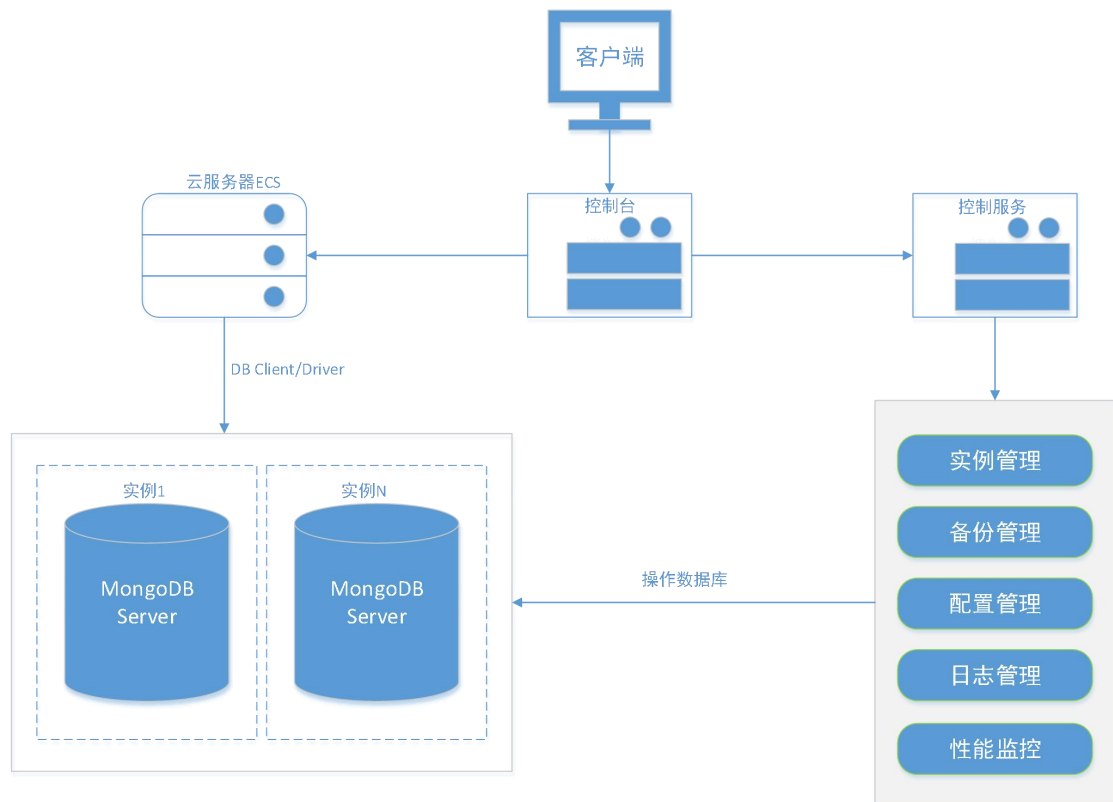 客户端
云服务器ECS
控制台
控制服务
DB Client/Driver
实例1
实例N
MongoDB
Server
MongoDB
Server
操作数据库
实例管理
备份管理
配置管理
日志管理
性能监控